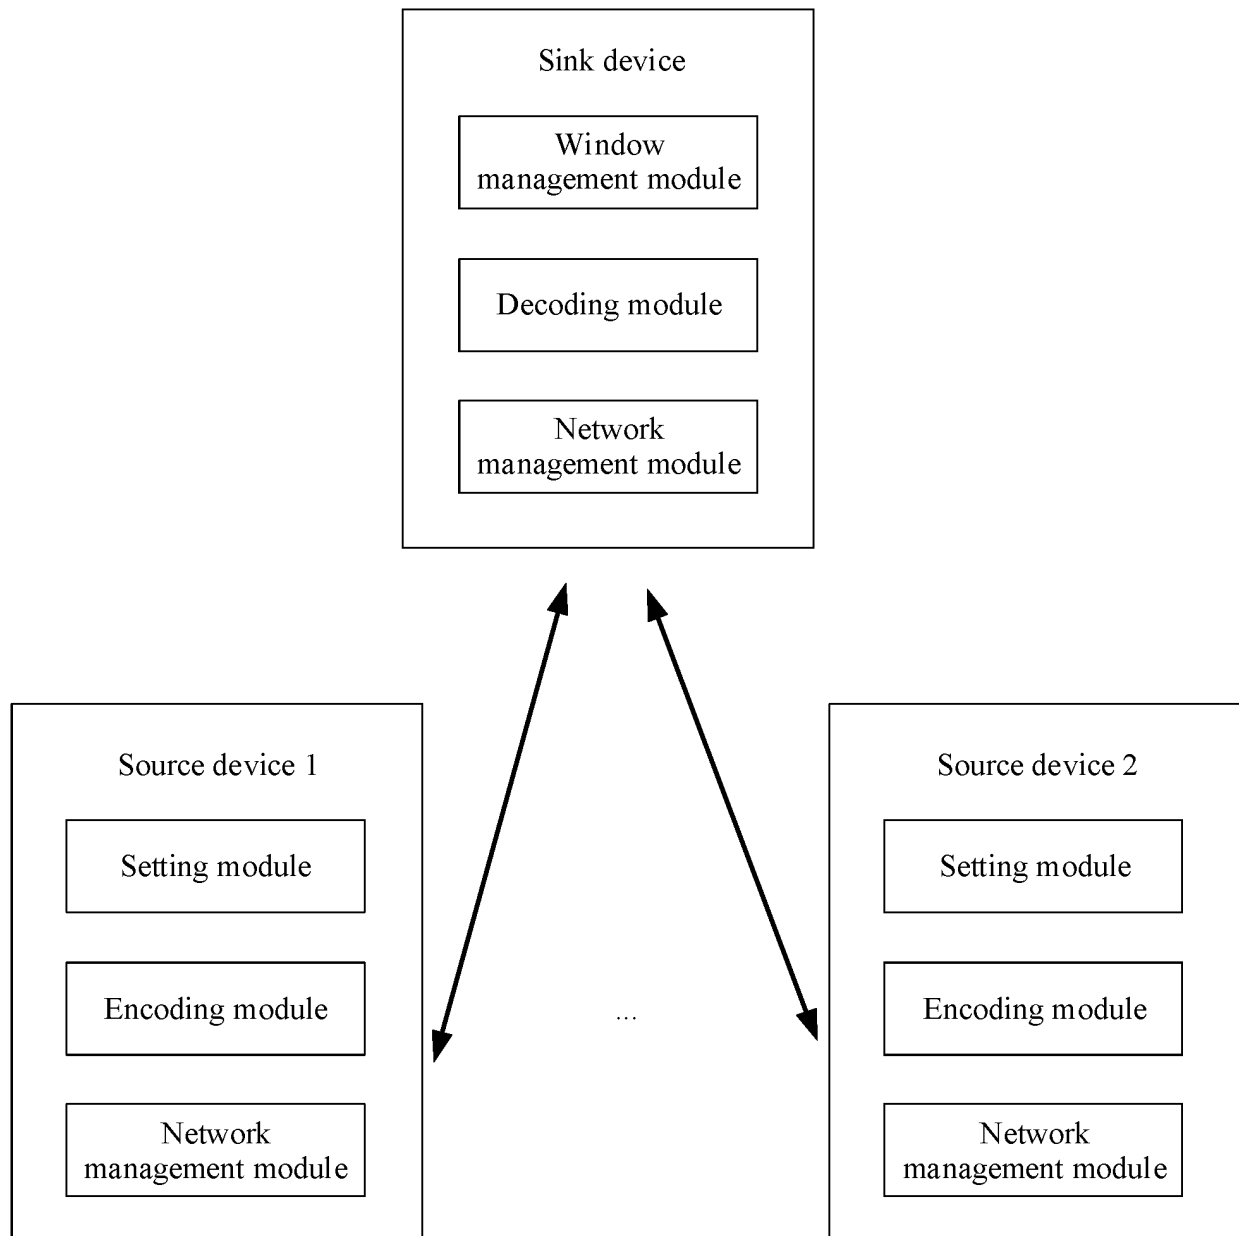 Sink device
Window
management module
Decoding module
Network
management module
Source device 1
Setting module
Encoding module
Network
management module
...
Source device 2
Setting module
Encoding module
Network
management module